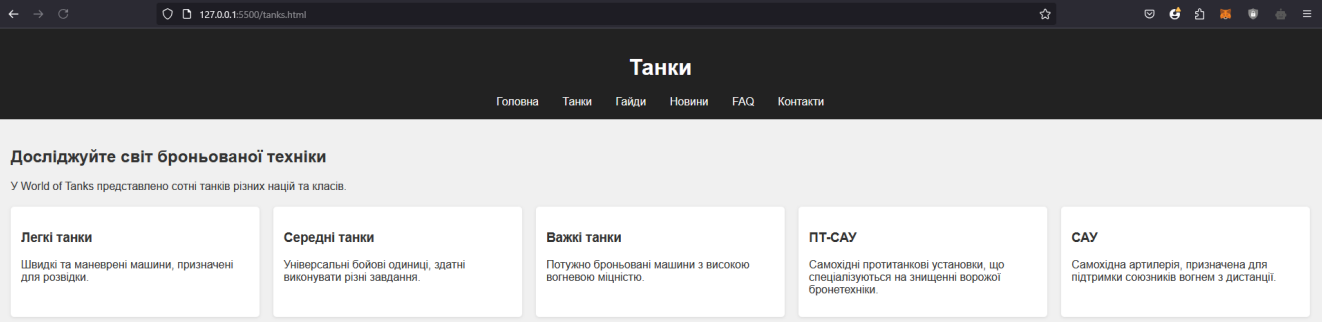 127.0.0.1:5500/tanks.html
Танки
Головна Танки Гайди Новини FAQ Контакти
Досліджуйте світ броньованої техніки
У World of Tanks представлено сотні танків різних націй та класів.
Легкі танки
Швидкі та маневрені машини, призначені
для розвідки.
Середні танки
Універсальні бойові одиниці, здатні
виконувати різні завдання.
Важкі танки
Потужно броньовані машини з високою
вогневою міцністю.
ПТ-САУ
Самохідні протитанкові установки, що
спеціалізуються на знищенні ворожої
бронетехніки.
САУ
Самохідна артилерія, призначена для
підтримки союзників вогнем з дистанції.